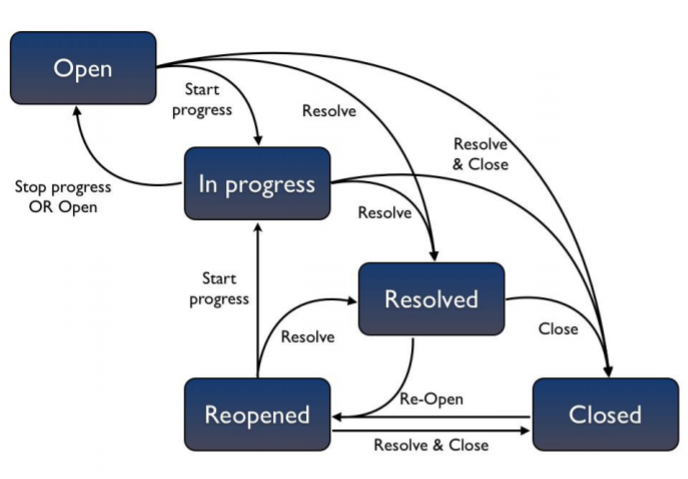 Open
Start
progress
Resolve
Resolve
& Close
In progress
Stop progress
OR Open
Resolve
Start
progress
Resolved
Resolve
Close
Re-Open
Reopened
Closed
Resolve & Close